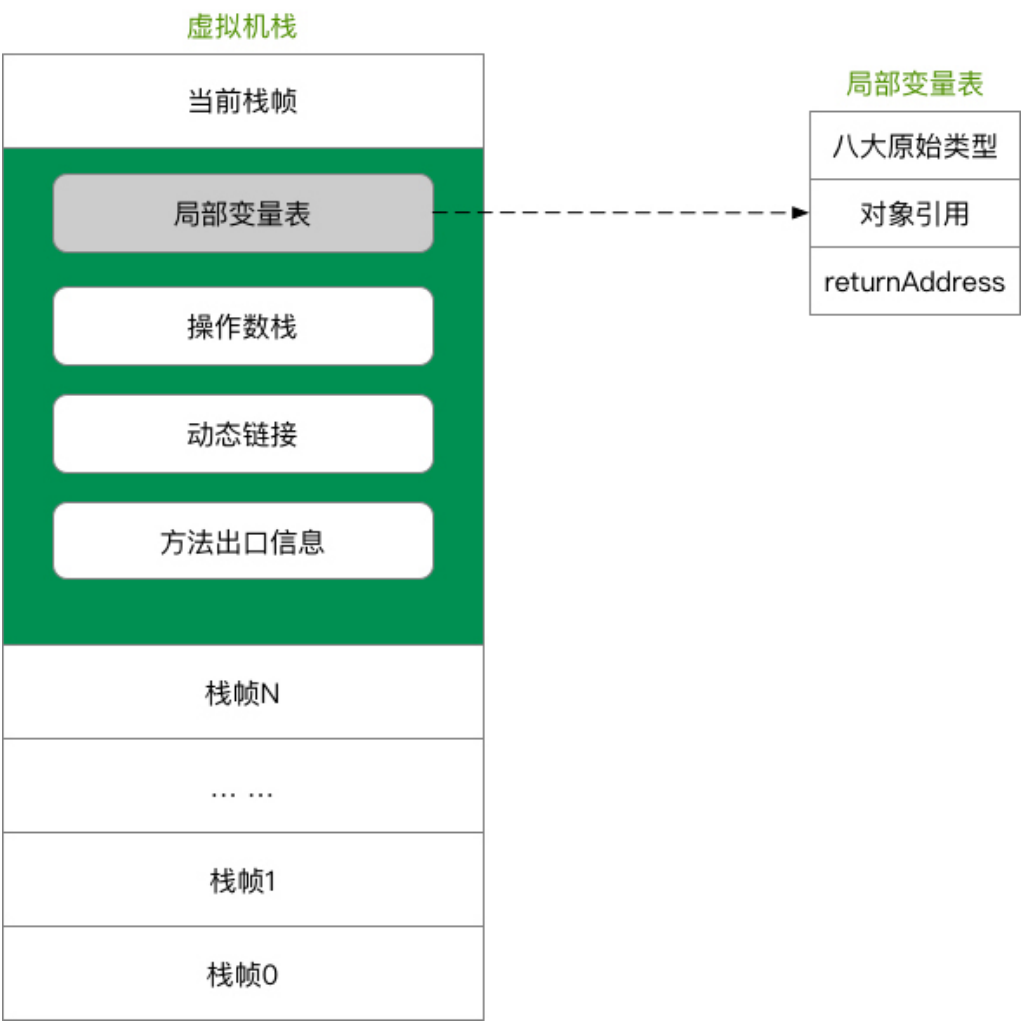 虚拟机栈
当前栈帧
局部变量表
操作数栈
动态链接
方法出口信息
栈帧N
... ...
栈帧1
栈帧0
局部变量表
八大原始类型
对象引用
returnAddress